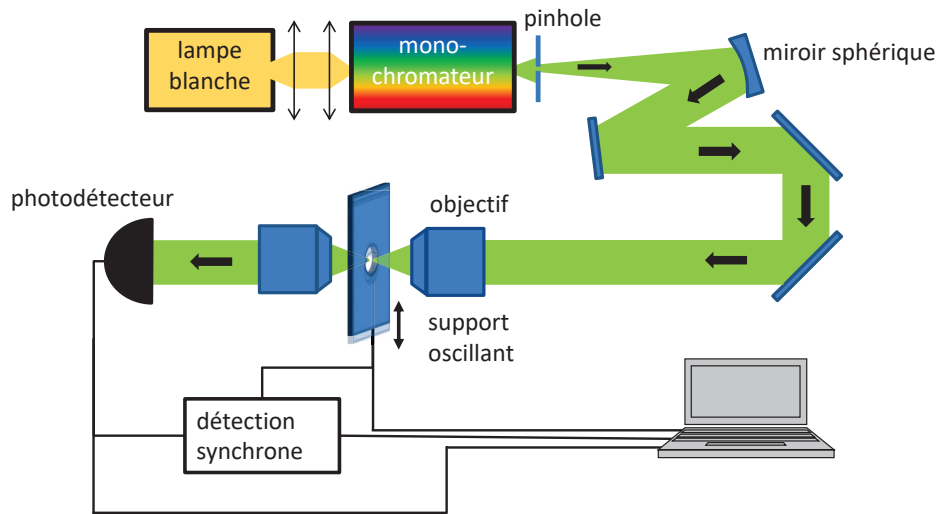 lampe
blanche
mono-
chromateur
pinhole
miroir sphérique
photodétecteur
objectif
support
oscillant
détection
synchrone